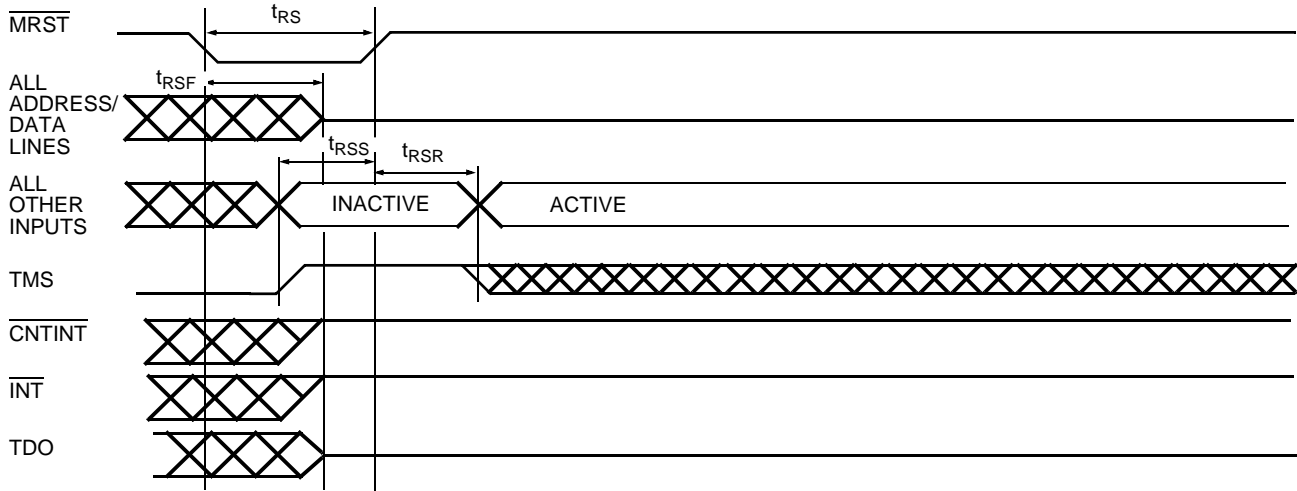 MRST
tRS
tRSF
ALL
ADDRESS/
DATA
LINES
tRSS
tRSR
ALL
OTHER
INPUTS
INACTIVE
ACTIVE
TMS
CNTINT
INT
TDO